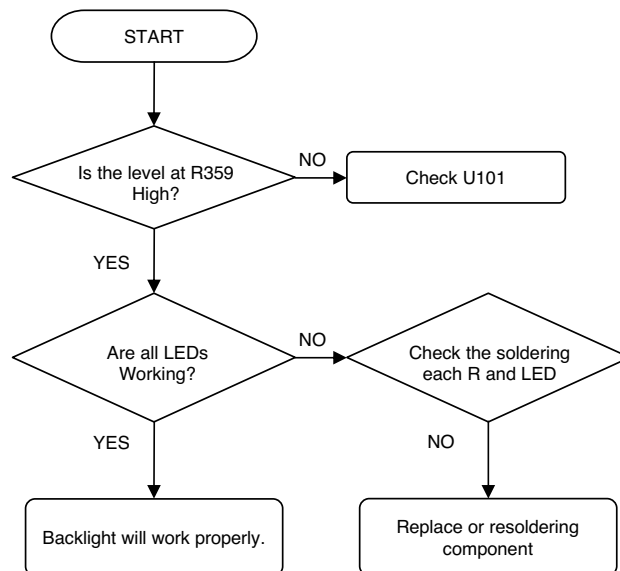 START
Is the level at R359
High?
NO
Check U101
YES
Are all LEDs
Working?
NO
Check the soldering
each R and LED
YES
NO
Backlight will work properly.
Replace or resoldering
component